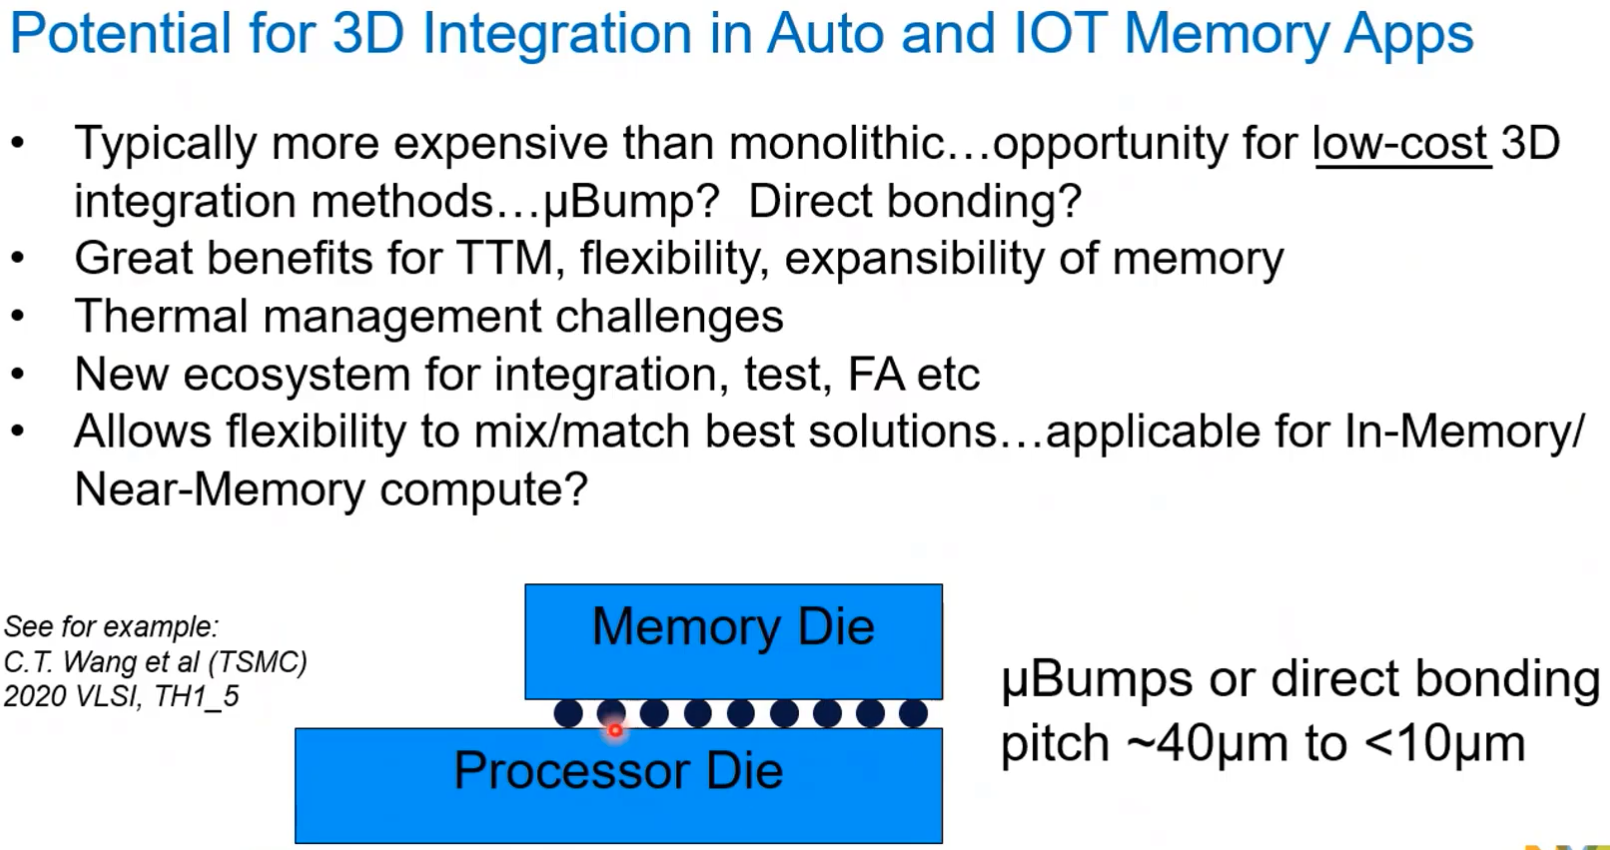 Potential for 3D Integration in Auto and IOT Memory Apps
• Typically more expensive than monolithic…opportunity for low-cost 3D
integration methods…µBump? Direct bonding?
• Great benefits for TTM, flexibility, expansibility of memory
• Thermal management challenges
• New ecosystem for integration, test, FA etc
• Allows flexibility to mix/match best solutions…applicable for In-Memory/
Near-Memory compute?
See for example:
C.T. Wang et al (TSMC)
2020 VLSI, TH1_5
Memory Die
Processor Die
µBumps or direct bonding
pitch ~40µm to <10µm